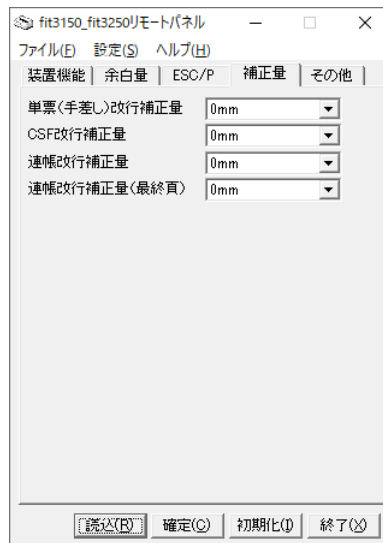 fit3150_fit3250リモートパネル
ファイル(F) 設定(S) ヘルプ(H)
装置機能 余白量 ESC/P 補正量 その他
単票(手差し)改行補正量 0mm
CSF改行補正量 0mm
連帳改行補正量 0mm
連帳改行補正量(最終頁) 0mm
読込(R) 確定(C) 初期化(I) 終了(X)